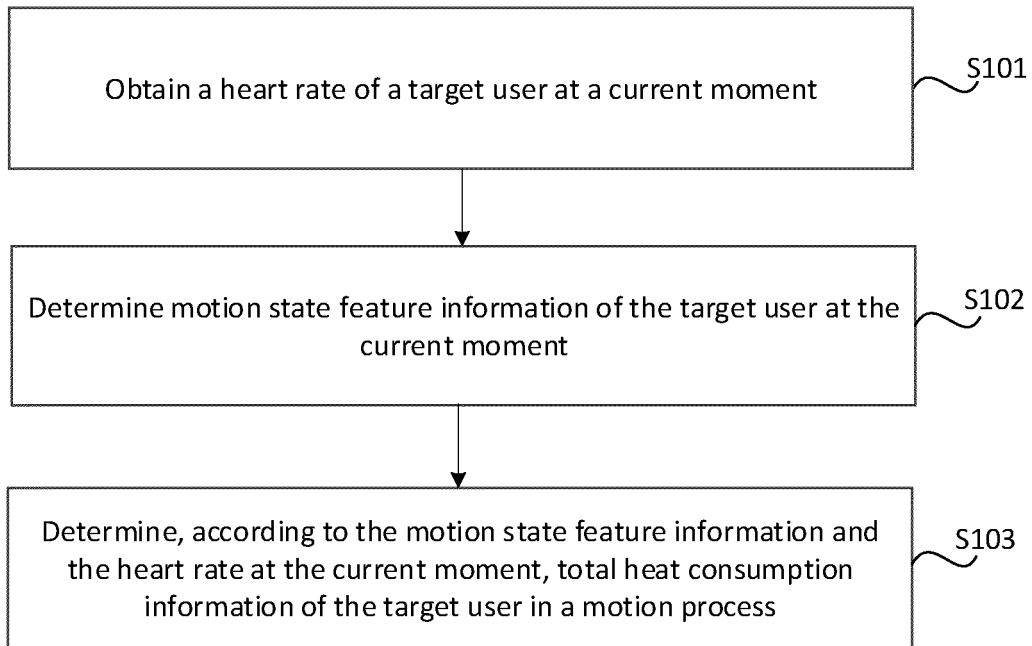 Obtain a heart rate of a target user at a current moment
S101
Determine motion state feature information of the target user at the
current moment
S102
Determine, according to the motion state feature information and
the heart rate at the current moment, total heat consumption
information of the target user in a motion process
S103